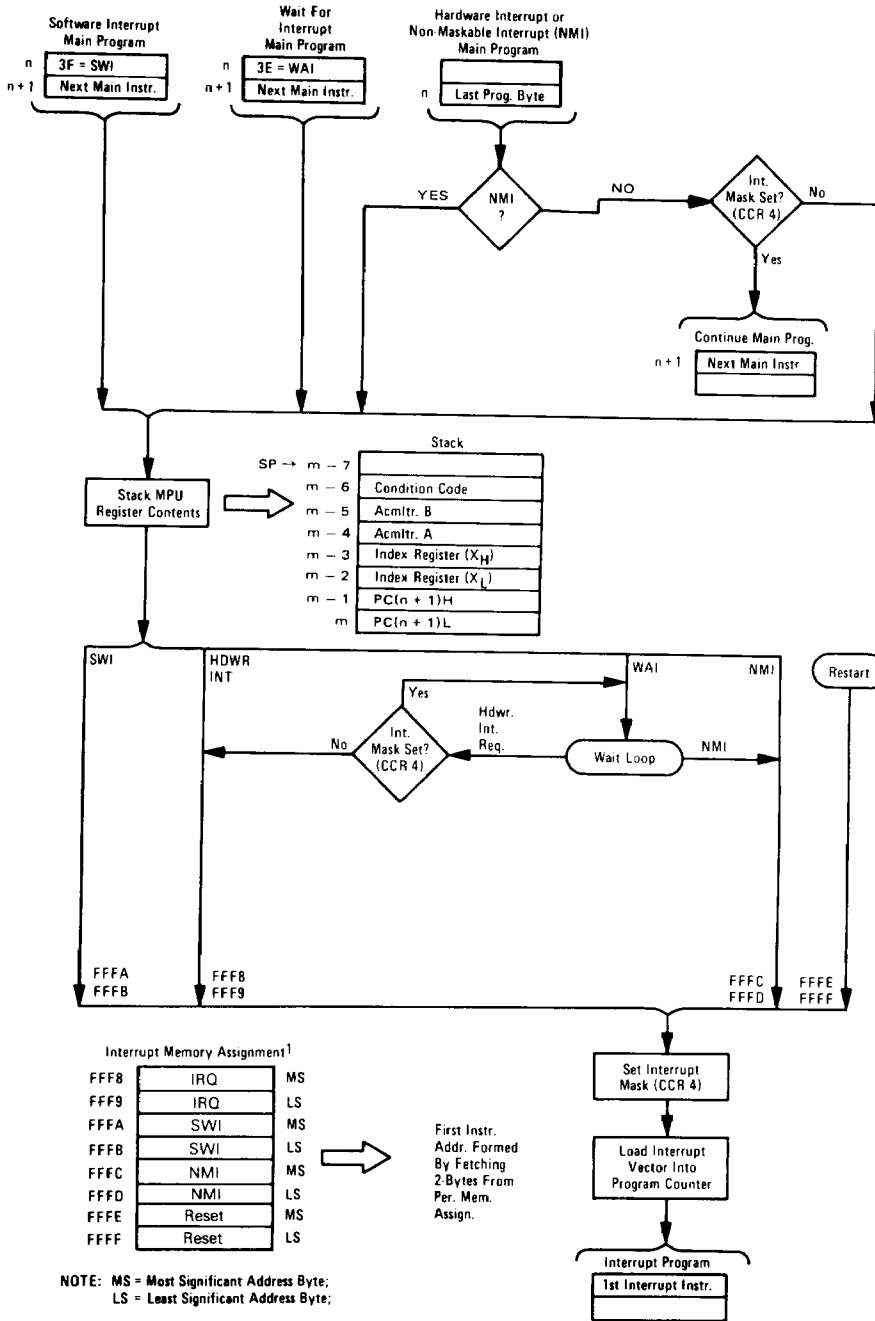 Software Interrupt
Main Program
n 3F = SWI
n + 1 Next Main Instr.
Wait For
Interrupt
Main Program
n 3E = WAI
n + 1 Next Main Instr.
Hardware Interrupt or
Non-Maskable Interrupt (NMI)
Main Program
n Last Prog. Byte
YES
NMI
?
NO
Int.
Mask Set?
(CCR 4)
No
Yes
Continue Main Prog.
n + 1 Next Main Instr
Stack MPU
Register Contents
Stack
SP → m − 7
m − 6 Condition Code
m − 5 Acmltr. B
m − 4 Acmltr. A
m − 3 Index Register (XH)
m − 2 Index Register (XL)
m − 1 PC(n + 1)H
m PC(n + 1)L
SWI
HDWR
INT
WAI
NMI
Restart
Yes
No
Int.
Mask Set?
(CCR 4)
Hdwr.
Int.
Req.
Wait Loop
NMI
FFFA
FFFB
FFF8
FFF9
FFFC
FFFD
FFFE
FFFF
Interrupt Memory Assignment1
FFF8 IRQ MS
FFF9 IRQ LS
FFFA SWI MS
FFFB SWI LS
FFFC NMI MS
FFFD NMI LS
FFFE Reset MS
FFFF Reset LS
First Instr.
Addr. Formed
By Fetching
2-Bytes From
Per. Mem.
Assign.
Set Interrupt
Mask (CCR 4)
Load Interrupt
Vector Into
Program Counter
Interrupt Program
1st Interrupt Instr.
NOTE: MS = Most Significant Address Byte;
LS = Least Significant Address Byte;